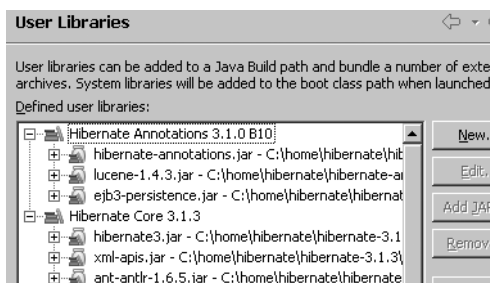 User Libraries
User libraries can be added to a Java Build path and bundle a number of exte
archives. System libraries will be added to the boot class path when launched
Defined user libraries:
Hibernate Annotations 3.1.0 B10
hibernate-annotations.jar - C:\home\hibernate\hib
lucene-1.4.3.jar - C:\home\hibernate\hibernate-a
ejb3-persistence.jar - C:\home\hibernate\hibernat
Hibernate Core 3.1.3
hibernate3.jar - C:\home\hibernate\hibernate-3.1
xml-apis.jar - C:\home\hibernate\hibernate-3.1.3\
ant-antlr-1.6.5.jar - C:\home\hibernate\hibernate
New.
Edit.
Add JAR
Remov